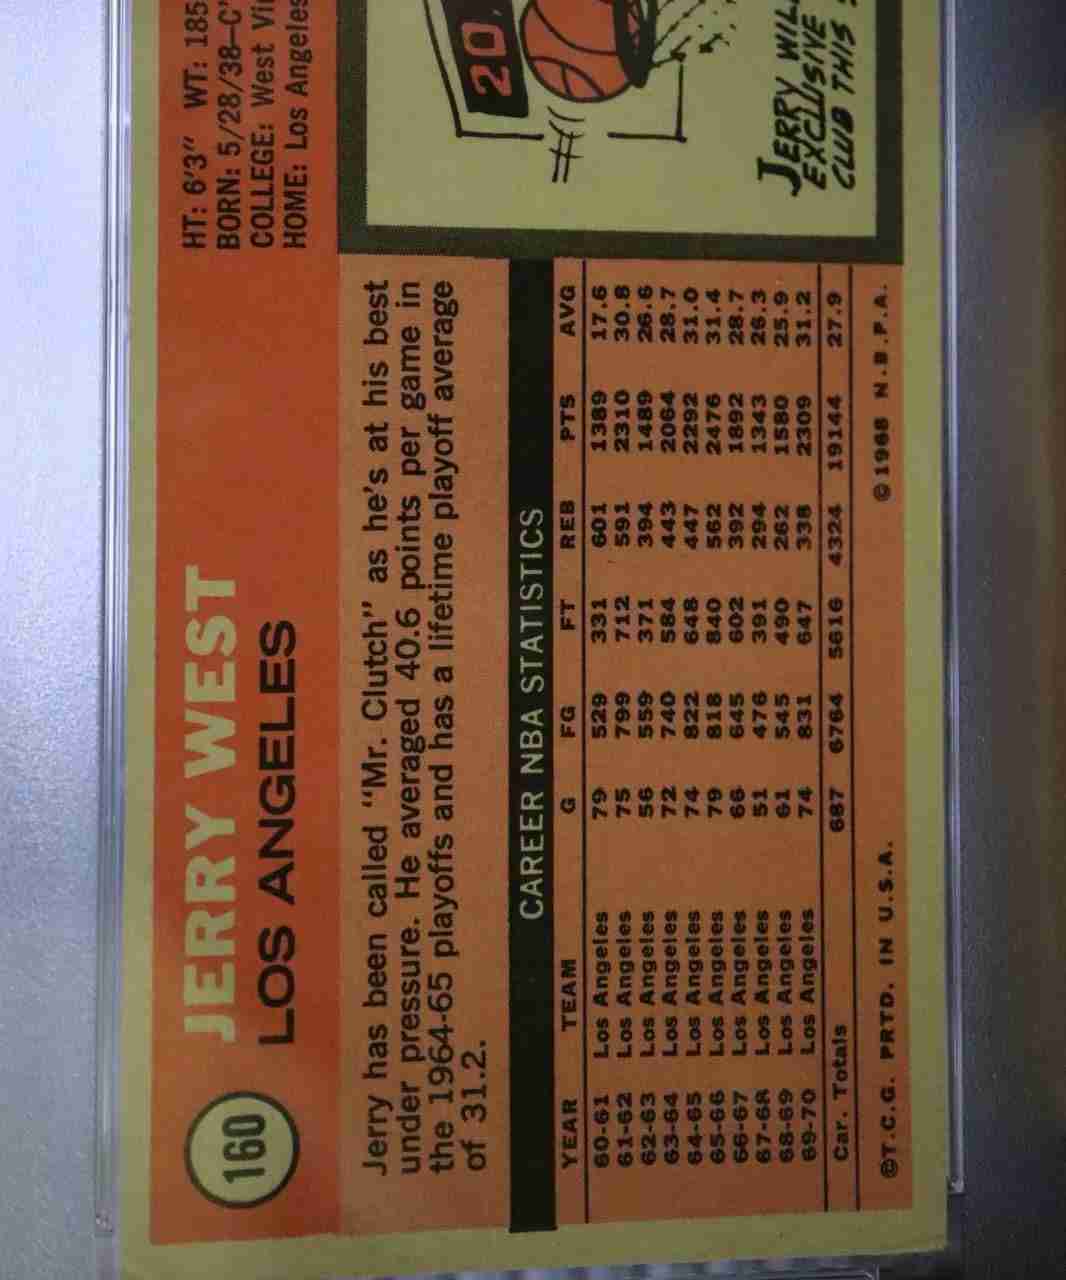 160
JERRY WEST
LOS ANGELES
HT: 6'3" WT: 185
BORN: 5/28/38-C'
COLLEGE: West Vi
HOME: Los Angeles
Jerry has been called "Mr. Clutch" as he's at his best
under pressure. He averaged 40.6 points per game in
the 1964-65 playoffs and has a lifetime playoff average
of 31.2.
CAREER NBA STATISTICS
YEAR TEAM G FG FT REB PTS AVG
60-61 Los Angeles 79 529 331 601 1389 17.6
61-62 Los Angeles 75 799 712 591 2310 30.8
62-63 Los Angeles 56 559 371 394 1489 26.6
63-64 Los Angeles 72 740 584 443 2064 28.7
64-65 Los Angeles 74 822 648 447 2292 31.0
65-66 Los Angeles 79 818 840 562 2476 31.4
66-67 Los Angeles 66 645 602 392 1892 28.7
67-68 Los Angeles 51 476 391 294 1343 26.3
68-69 Los Angeles 61 545 490 262 1580 25.9
69-70 Los Angeles 74 831 647 338 2309 31.2
Car. Totals 687 6764 5616 4324 19144 27.9
©T.C.G. PRTD. IN U.S.A. ©1968 N.B.P.A.
20,
JERRY WILL
EXCLUSIVE
CLUB THIS